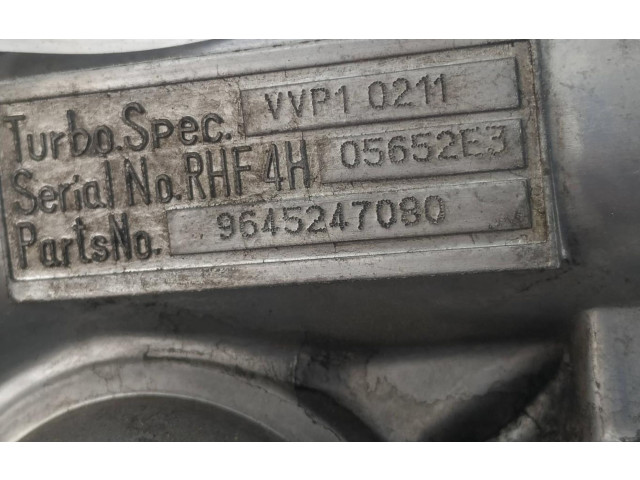 Turbo.Spec. VVP1 0211
Serial No. RHF4H 05652E3
PartsNo. 9645247080